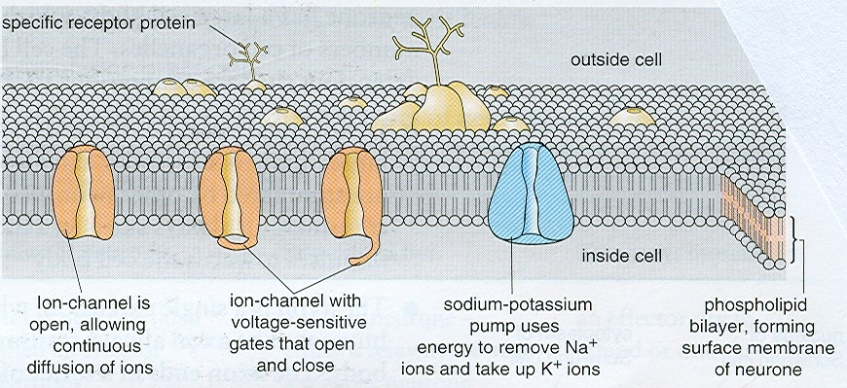 specific receptor protein
outside cell
inside cell
Ion-channel is
open, allowing
continuous
diffusion of ions
ion-channel with
voltage-sensitive
gates that open
and close
sodium-potassium
pump uses
energy to remove Na⁺
ions and take up K⁺ ions
phospholipid
bilayer, forming
surface membrane
of neurone